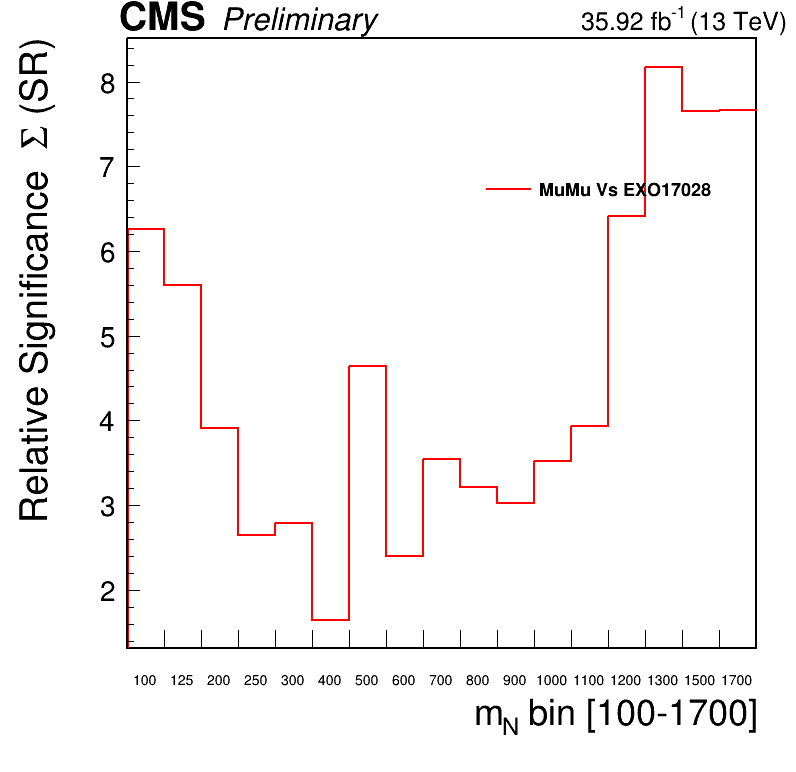 CMS Preliminary 35.92 fb-1 (13 TeV)
Relative Significance Σ (SR)
8
7
6
5
4
3
2
MuMu Vs EXO17028
100 125 200 250 300 400 500 600 700 800 900 1000 1100 1200 1300 1500 1700
mN bin [100-1700]